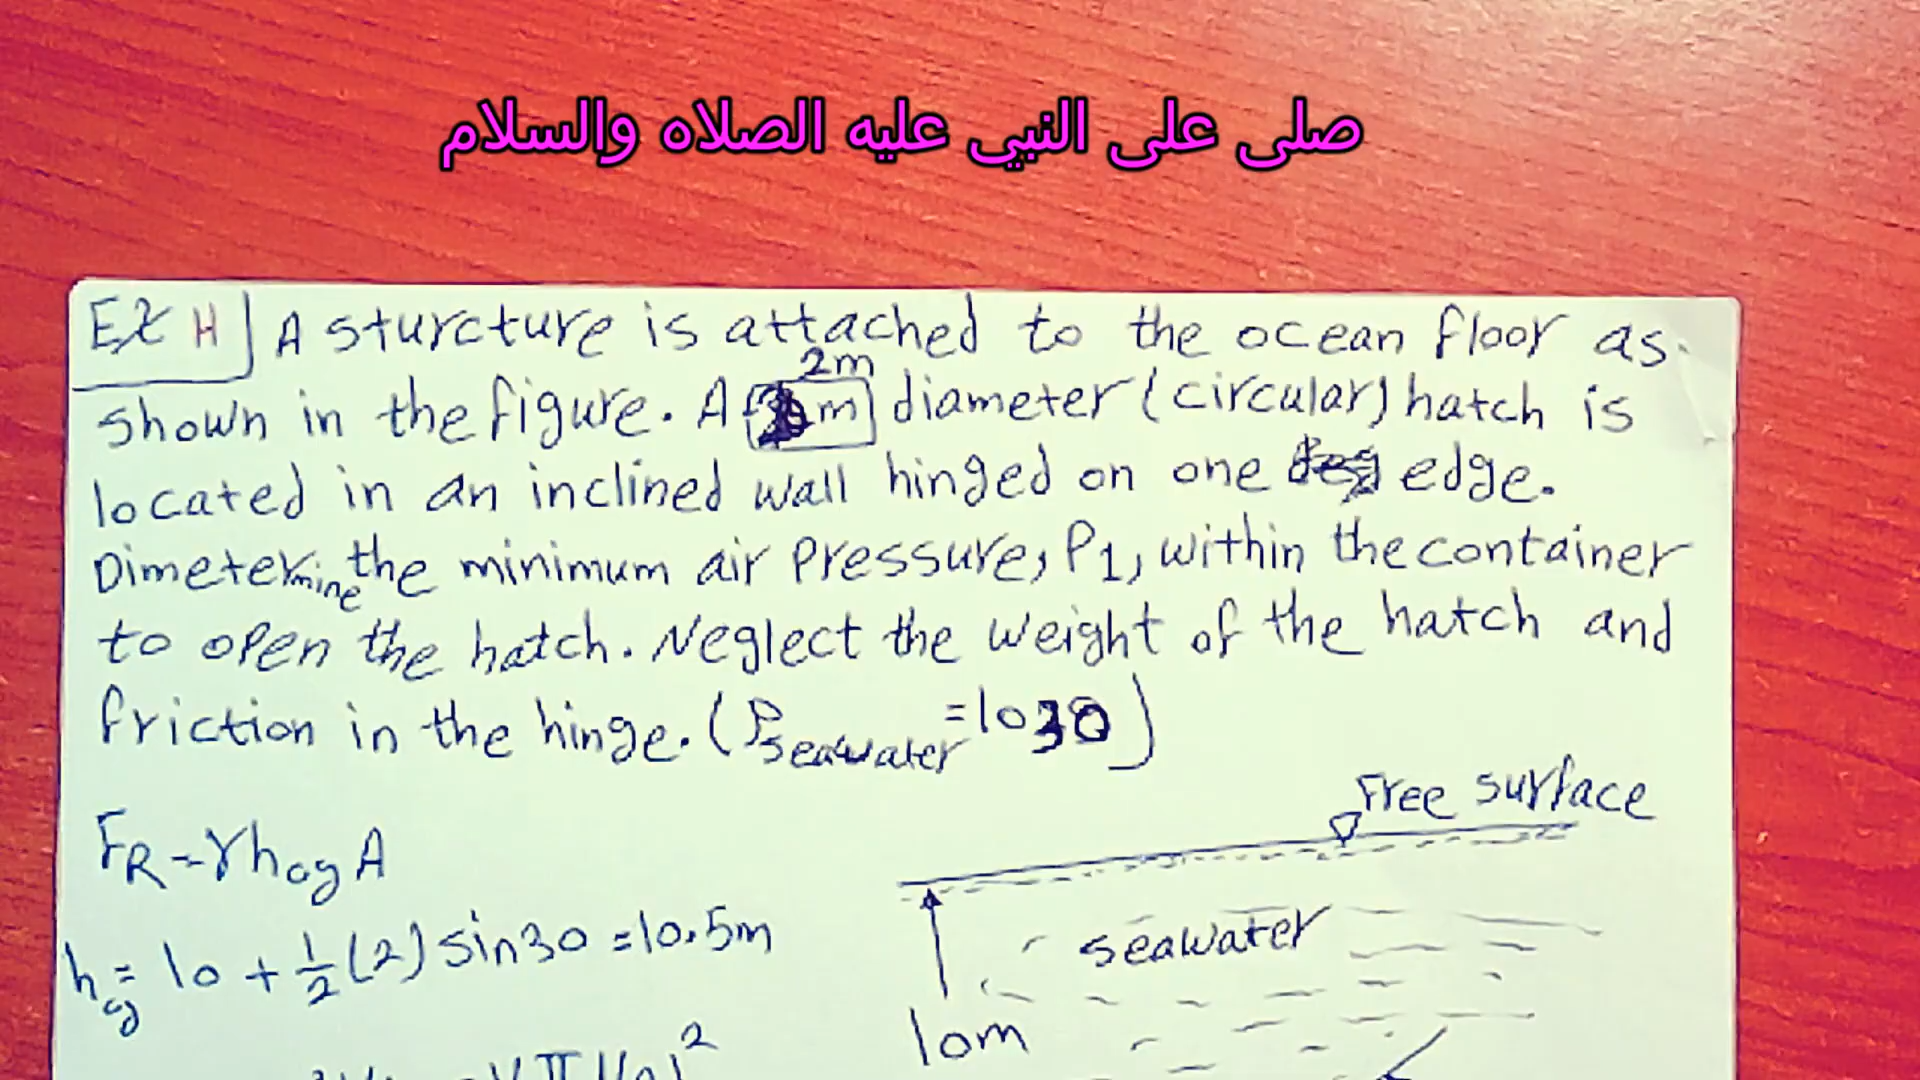 صلى على النبي عليه الصلاه والسلام
EX H A sturcture is attached to the ocean floor as
shown in the figure. A 2m m diameter (circular) hatch is
located in an inclined wall hinged on one edge.
Dimetermine the minimum air Pressure, P1, within the container
to open the hatch. Neglect the weight of the hatch and
friction in the hinge. (ρseawater = 1030)
Free surface
FR = γ hcg A
seawater
hcg = 10 + 1/2 (2) sin30 = 10.5m
10m